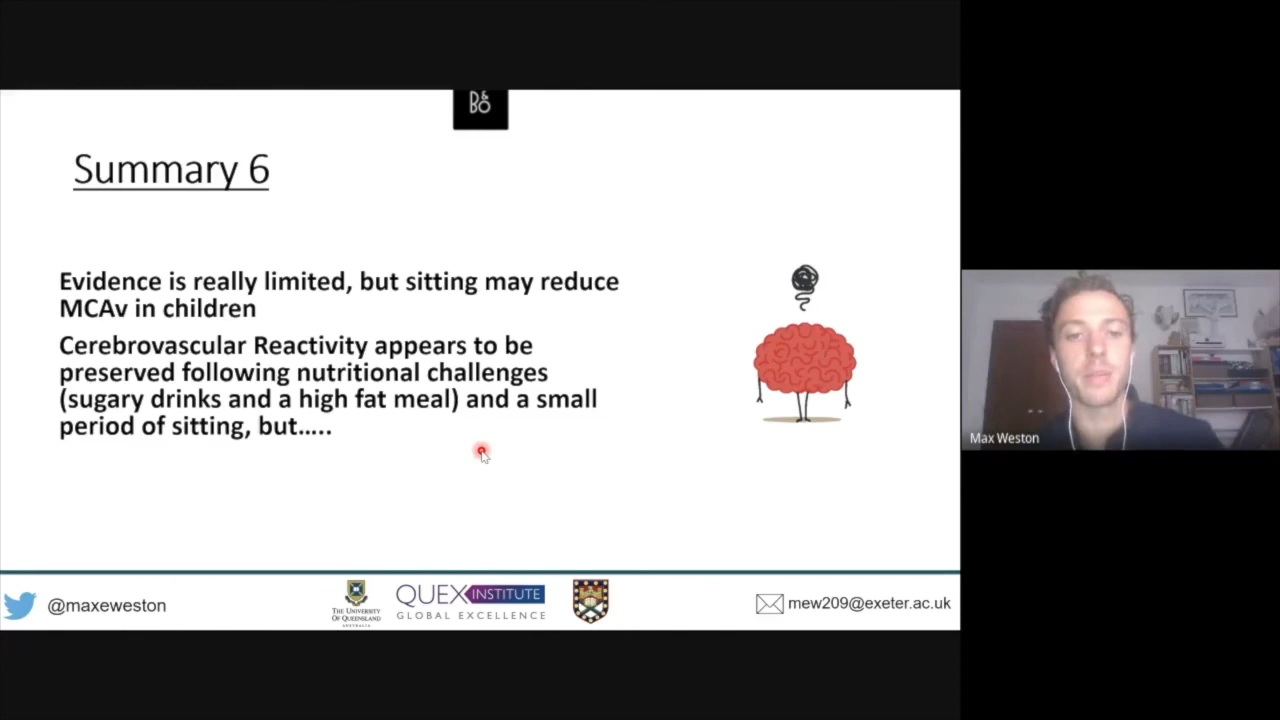 B&O
Summary 6
Evidence is really limited, but sitting may reduce
MCAv in children
Cerebrovascular Reactivity appears to be
preserved following nutritional challenges
(sugary drinks and a high fat meal) and a small
period of sitting, but…..
Max Weston
@maxeweston
THE UNIVERSITY
OF QUEENSLAND
AUSTRALIA
QUEX INSTITUTE
GLOBAL EXCELLENCE
mew209@exeter.ac.uk